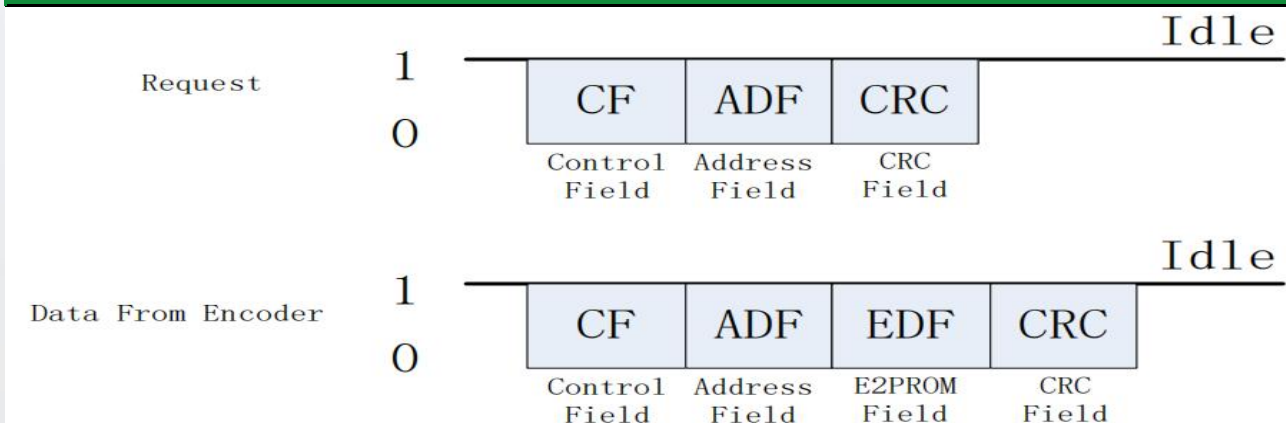 Idle
Request
1
0
CF ADF CRC
Control Address CRC
Field Field Field
Idle
Data From Encoder
1
0
CF ADF EDF CRC
Control Address E2PROM CRC
Field Field Field Field